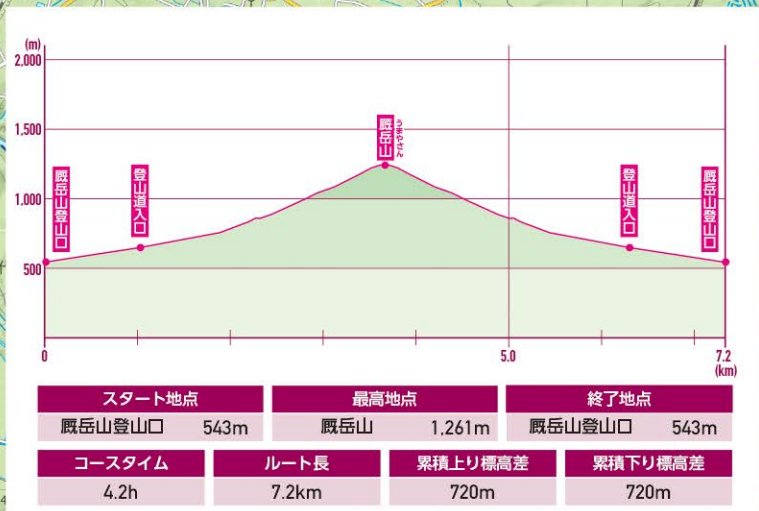 (m)
2,000
1,500
1,000
500
厩岳山登山口
登山道入口
厩岳山
うまやさん
登山道入口
厩岳山登山口
0
5.0
7.2
(km)
スタート地点
厩岳山登山口 543m
最高地点
厩岳山 1,261m
終了地点
厩岳山登山口 543m
コースタイム
4.2h
ルート長
7.2km
累積上り標高差
720m
累積下り標高差
720m